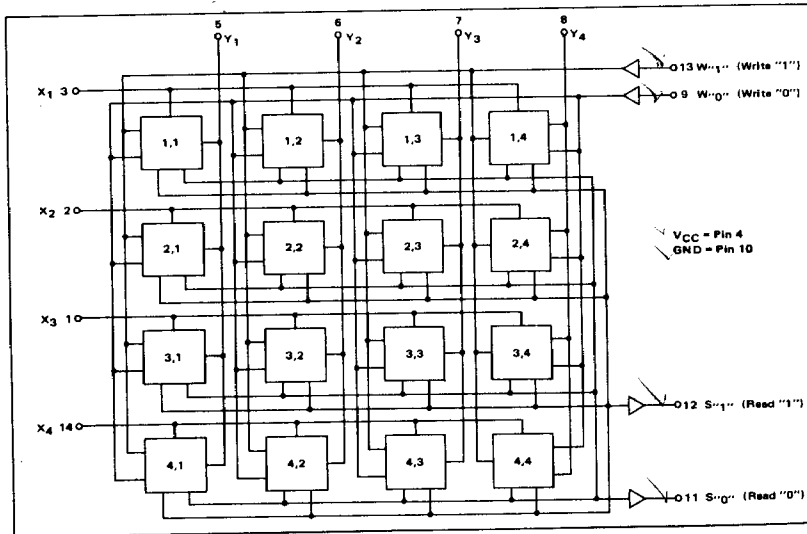 5 6 7 8
Y1 Y2 Y3 Y4
13 W"1" (Write "1")
X1 3
9 W"0" (Write "0")
1,1 1,2 1,3 1,4
X2 2
2,1 2,2 2,3 2,4
VCC = Pin 4
GND = Pin 10
X3 1
3,1 3,2 3,3 3,4
12 S"1" (Read "1")
X4 14
4,1 4,2 4,3 4,4
11 S"0" (Read "0")